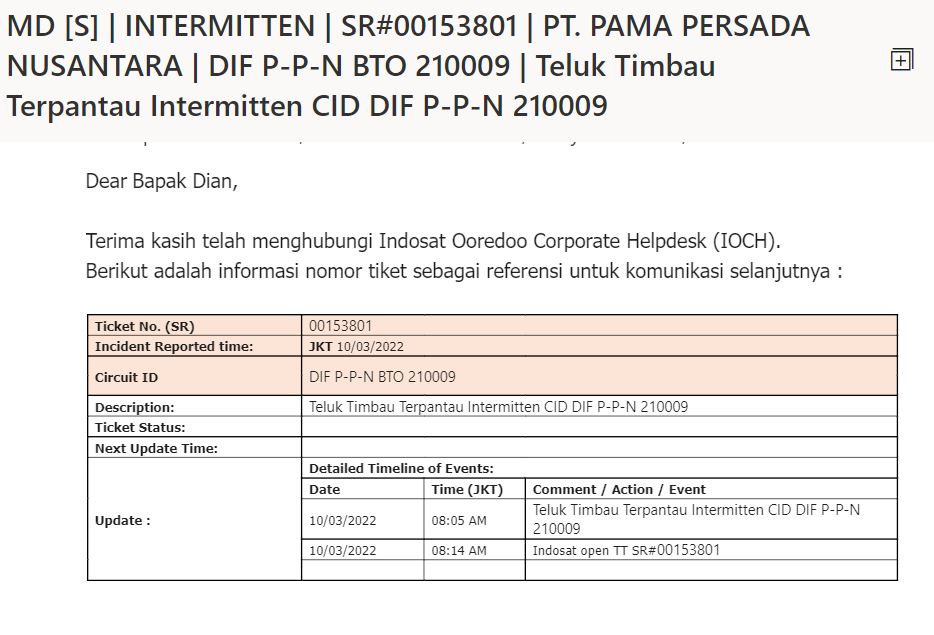 MD [S] | INTERMITTEN | SR#00153801 | PT. PAMA PERSADA
NUSANTARA | DIF P-P-N BTO 210009 | Teluk Timbau
Terpantau Intermitten CID DIF P-P-N 210009
Dear Bapak Dian,
Terima kasih telah menghubungi Indosat Ooredoo Corporate Helpdesk (IOCH).
Berikut adalah informasi nomor tiket sebagai referensi untuk komunikasi selanjutnya :
Ticket No. (SR) 00153801
Incident Reported time: JKT 10/03/2022
Circuit ID DIF P-P-N BTO 210009
Description: Teluk Timbau Terpantau Intermitten CID DIF P-P-N 210009
Ticket Status:
Next Update Time:
Update :
Detailed Timeline of Events:
Date Time (JKT) Comment / Action / Event
10/03/2022 08:05 AM Teluk Timbau Terpantau Intermitten CID DIF P-P-N
210009
10/03/2022 08:14 AM Indosat open TT SR#00153801